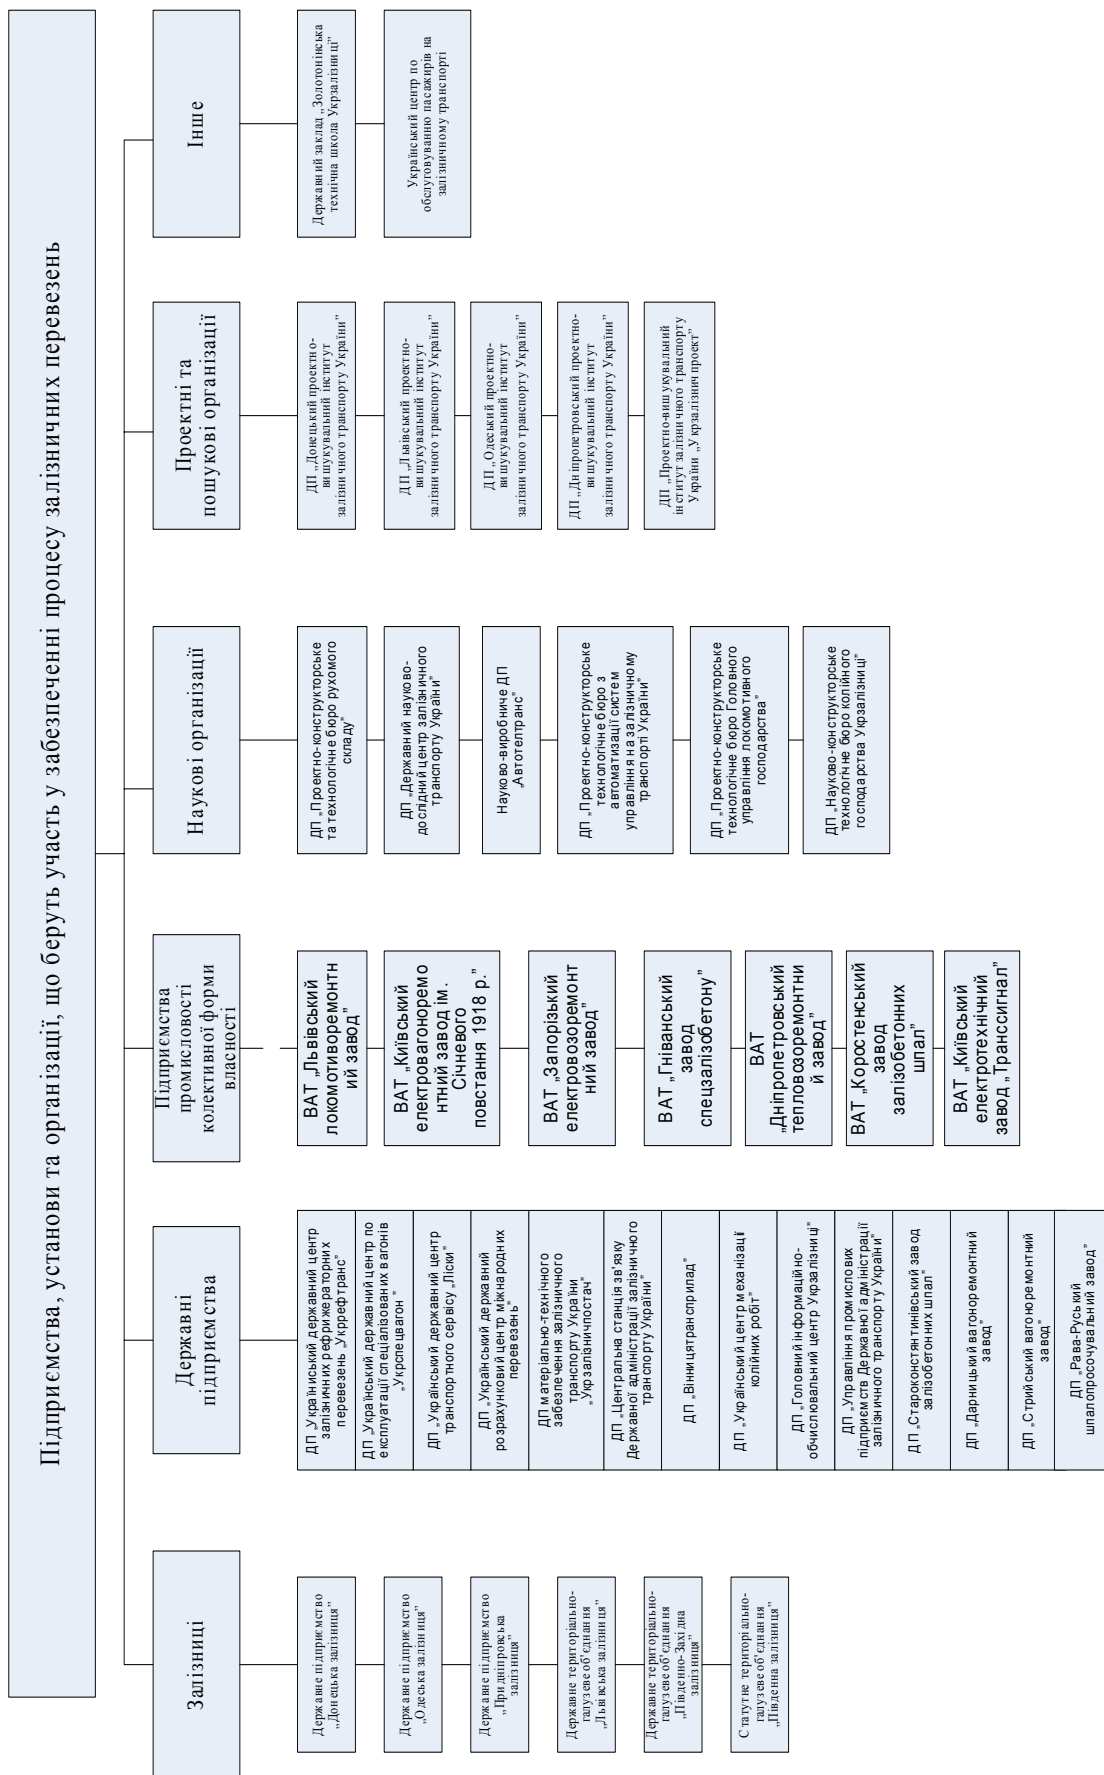 Підприємства, установи та організації, що беруть участь у забезпеченні процесу залізничних перевезень
Залізниці
Державне підприємство
„Донецька залізниця”
Державне підприємство
„Одеська залізниця”
Державне підприємство
„Придніпровська
залізниця”
Державне територіально-
галузеве об’єднання
„Львівська залізниця”
Державне територіально-
галузеве об’єднання
„Південно-Західна
залізниця”
Статутне територіально-
галузеве об’єднання
„Південна залізниця”
Державні
підприємства
ДП „Український державний центр
залізничних рефрижераторних
перевезень „Укррефтранс”
ДП „Український державний центр по
експлуатації спеціалізованих вагонів
„Укрспецвагон”
ДП „Український державний центр
транспортного сервісу „Ліски”
ДП „Український державний
розрахунковий центр міжнародних
перевезень”
ДП матеріально-технічного
забезпечення залізничного
транспорту України
„Укрзалізничпостач”
ДП „Центральна станція зв’язку
Державної адміністрації залізничного
транспорту України”
ДП „Вінницятрансприлад”
ДП „Український центр механізації
колійних робіт”
ДП „Головний інформаційно-
обчислювальний центр Укрзалізниці”
ДП „Управління промислових
підприємств Державної адміністрації
залізничного транспорту України”
ДП „Старокостянтинівський завод
залізобетонних шпал”
ДП „Дарницький вагоноремонтний
завод”
ДП „Стрийський вагоноремонтний
завод”
ДП „Рава-Руський
шпалопросочувальний завод”
Підприємства
промисловості
колективної форми
власності
ВАТ „Львівський
локомотиворемонтн
ий завод”
ВАТ „Київський
електровагоноремо
нтний завод ім.
Січневого
повстання 1918 р.”
ВАТ „Запорізький
електровозоремонт
ний завод”
ВАТ „Гніванський
завод
спецзалізобетону”
ВАТ
„Дніпропетровський
тепловозоремонтни
й завод”
ВАТ „Коростенський
завод
залізобетонних
шпал”
ВАТ „Київський
електротехнічний
завод „Транссигнал”
Наукові організації
ДП „Проектно-конструкторське
та технологічне бюро рухомого
складу”
ДП „Державний науково-
дослідний центр залізничного
транспорту України”
Науково-виробниче ДП
„Автотелтранс”
ДП „Проектно-конструкторське
технологічне бюро з
автоматизації систем
управління на залізничному
транспорті України”
ДП „Проектно-конструкторське
технологічне бюро Головного
управління локомотивного
господарства”
ДП „Науково-конструкторське
технологічне бюро колійного
господарства Укрзалізниці”
Проектні та
пошукові організації
ДП „Донецький проектно-
вишукувальний інститут
залізничного транспорту України”
ДП „Львівський проектно-
вишукувальний інститут
залізничного транспорту України”
ДП „Одеський проектно-
вишукувальний інститут
залізничного транспорту України”
ДП „Дніпропетровський проектно-
вишукувальний інститут
залізничного транспорту України”
ДП „Проектно-вишукувальний
інститут залізничного транспорту
України „Укрзалізнич проект”
Інше
Державний заклад „Золотонінська
технічна школа Укрзалізниці”
Український центр по
обслуговуванню пасажирів на
залізничному транспорті